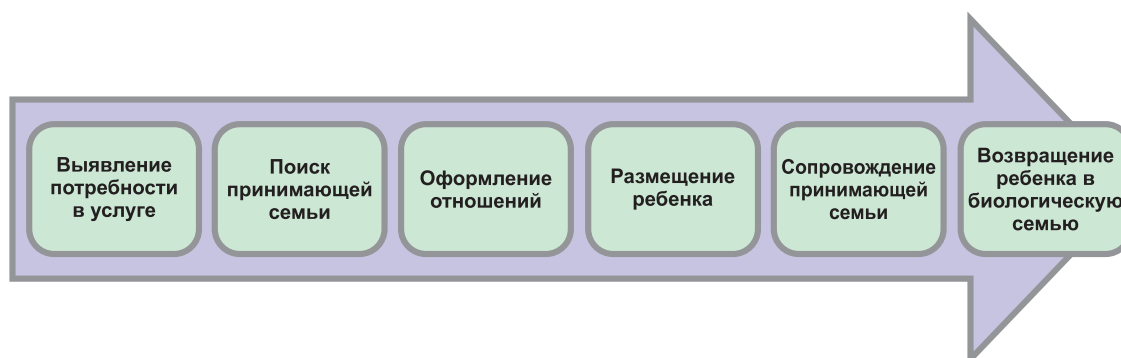 Выявление
потребности
в услуге
Поиск
принимающей
семьи
Оформление
отношений
Размещение
ребенка
Сопровождение
принимающей
семьи
Возвращение
ребенка в
биологическую
семью